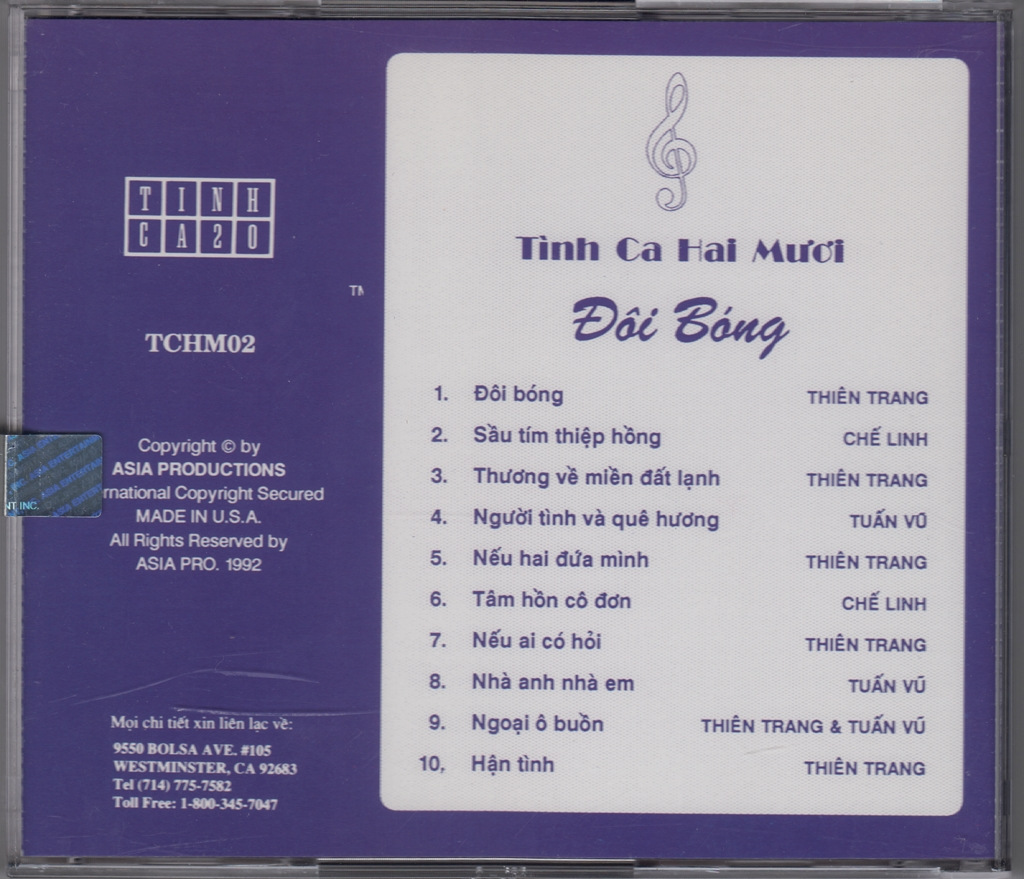 TINH
CA20
TM
TCHM02
Copyright © by
ASIA PRODUCTIONS
rnational Copyright Secured
MADE IN U.S.A.
All Rights Reserved by
ASIA PRO. 1992
NT INC.
Mọi chi tiết xin liên lạc về:
9550 BOLSA AVE. #105
WESTMINSTER, CA 92683
Tel (714) 775-7582
Toll Free: 1-800-345-7047
Tình Ca Hai Mươi
Đôi Bóng
1. Đôi bóng THIÊN TRANG
2. Sầu tím thiệp hồng CHẾ LINH
3. Thương về miền đất lạnh THIÊN TRANG
4. Người tình và quê hương TUẤN VŨ
5. Nếu hai đứa mình THIÊN TRANG
6. Tâm hồn cô đơn CHẾ LINH
7. Nếu ai có hỏi THIÊN TRANG
8. Nhà anh nhà em TUẤN VŨ
9. Ngoại ô buồn THIÊN TRANG & TUẤN VŨ
10. Hận tình THIÊN TRANG